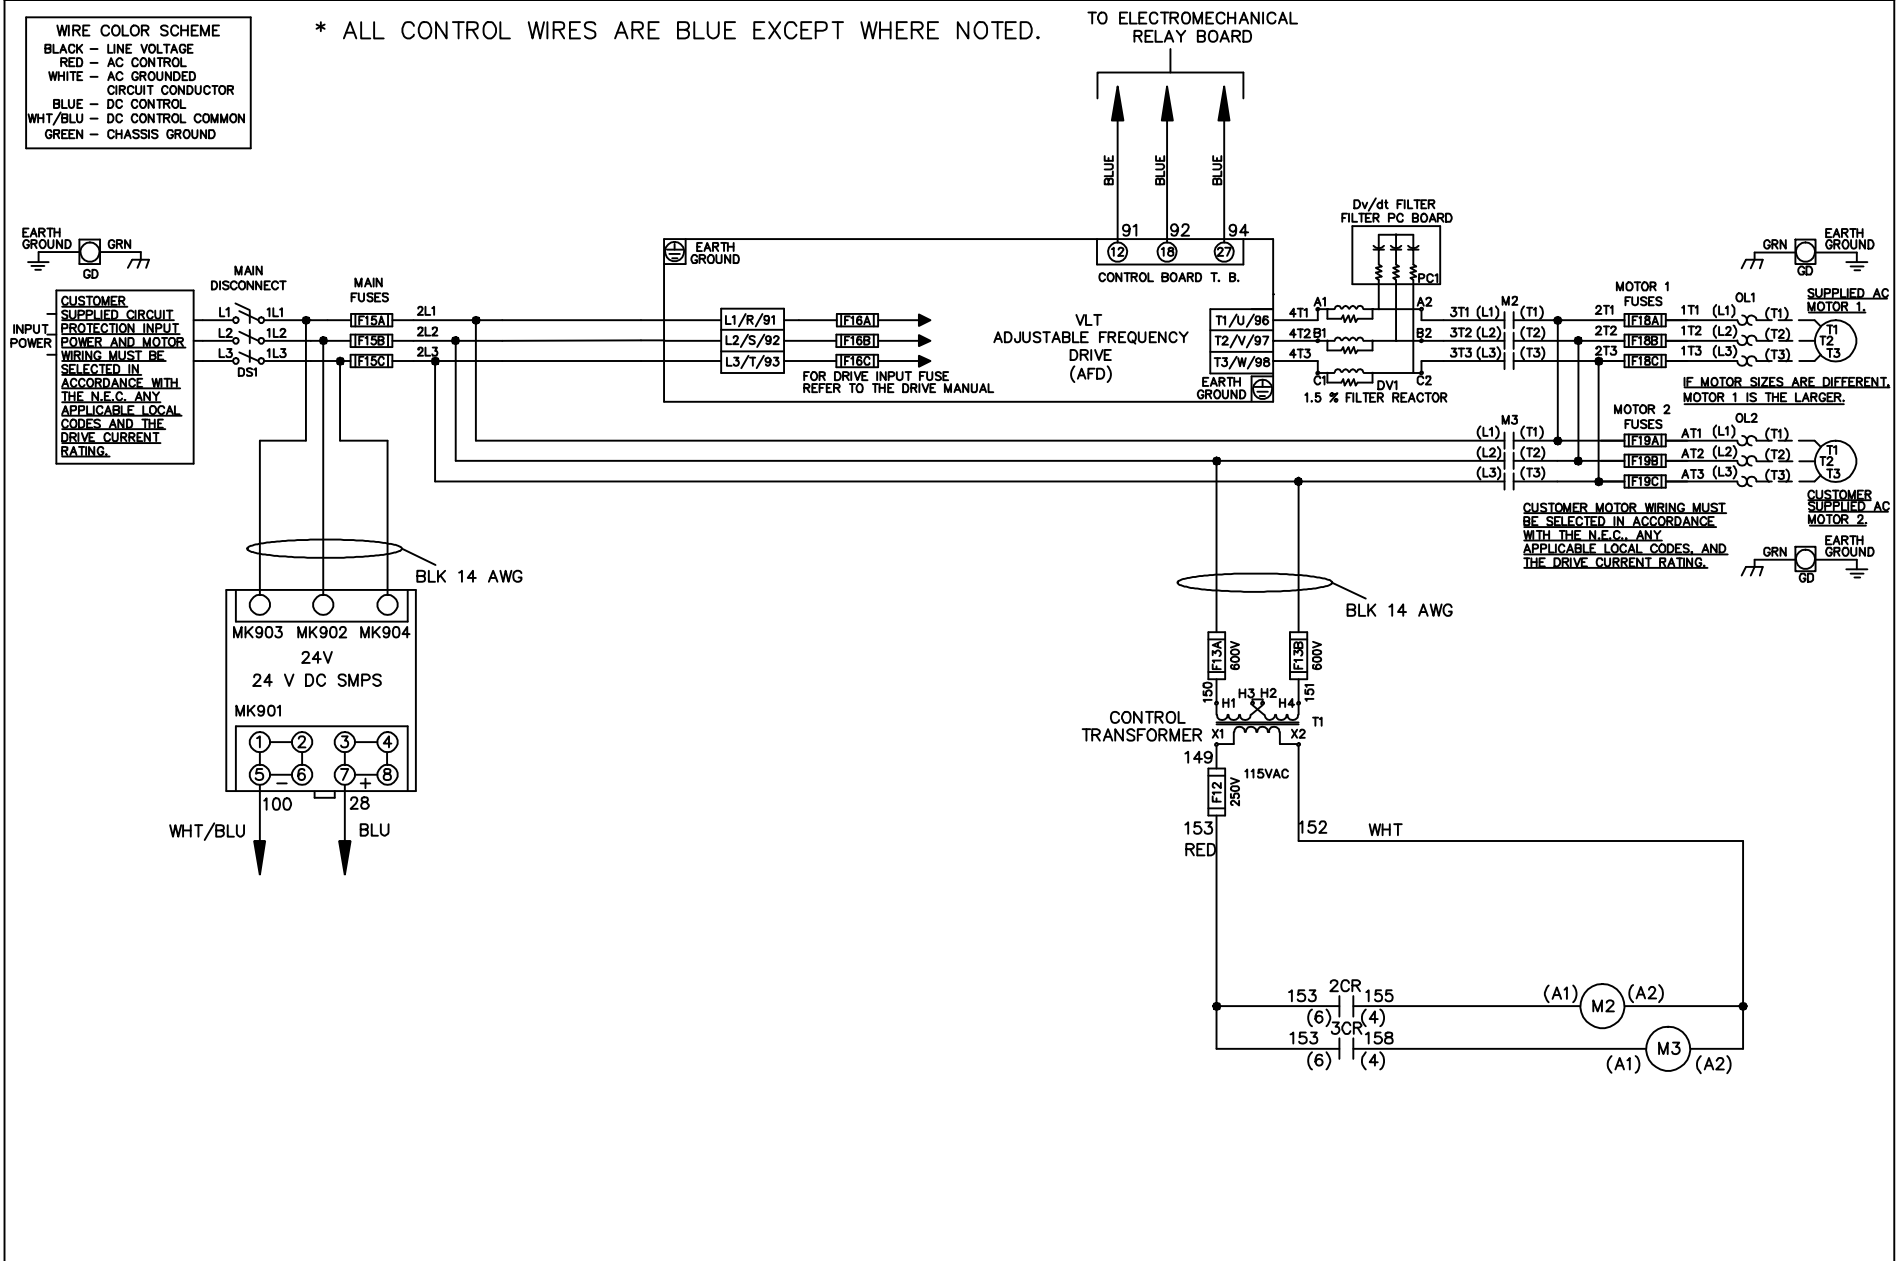 WIRE COLOR SCHEME
BLACK – LINE VOLTAGE
RED – AC CONTROL
WHITE – AC GROUNDED
CIRCUIT CONDUCTOR
BLUE – DC CONTROL
WHT/BLU – DC CONTROL COMMON
GREEN – CHASSIS GROUND
* ALL CONTROL WIRES ARE BLUE EXCEPT WHERE NOTED.
TO ELECTROMECHANICAL
RELAY BOARD
BLUE
BLUE
BLUE
91 92 94
12 18 27
CONTROL BOARD T. B.
EARTH
GROUND
GRN
GD
INPUT
POWER
CUSTOMER
SUPPLIED CIRCUIT
PROTECTION INPUT
POWER AND MOTOR
WIRING MUST BE
SELECTED IN
ACCORDANCE WITH
THE N.E.C. ANY
APPLICABLE LOCAL
CODES AND THE
DRIVE CURRENT
RATING.
MAIN
DISCONNECT
L1 1L1
L2 1L2
L3 1L3
DS1
MAIN
FUSES
F15A 2L1
F15B 2L2
F15C 2L3
EARTH
GROUND
L1/R/91 F16A
L2/S/92 F16B
L3/T/93 F16C
FOR DRIVE INPUT FUSE
REFER TO THE DRIVE MANUAL
VLT
ADJUSTABLE FREQUENCY
DRIVE
(AFD)
T1/U/96
T2/V/97
T3/W/98
EARTH
GROUND
Dv/dt FILTER
FILTER PC BOARD
PC1
4T1 A1 A2
4T2 B1 B2
4T3 C1 C2
DV1
1.5 % FILTER REACTOR
M2
3T1 (L1) (T1)
3T2 (L2) (T2)
3T3 (L3) (T3)
MOTOR 1
FUSES
2T1 F18A 1T1 (L1)
2T2 F18B 1T2 (L2)
2T3 F18C 1T3 (L3)
OL1
(T1)
(T2)
(T3)
T1
T2
T3
GRN
GD
EARTH
GROUND
SUPPLIED AC
MOTOR 1.
IF MOTOR SIZES ARE DIFFERENT,
MOTOR 1 IS THE LARGER.
M3
(L1) (T1)
(L2) (T2)
(L3) (T3)
MOTOR 2
FUSES
F19A AT1 (L1)
F19B AT2 (L2)
F19C AT3 (L3)
OL2
(T1)
(T2)
(T3)
T1
T2
T3
CUSTOMER
SUPPLIED AC
MOTOR 2.
CUSTOMER MOTOR WIRING MUST
BE SELECTED IN ACCORDANCE
WITH THE N.E.C., ANY
APPLICABLE LOCAL CODES, AND
THE DRIVE CURRENT RATING.
GRN
GD
EARTH
GROUND
BLK 14 AWG
MK903 MK902 MK904
24V
24 V DC SMPS
MK901
1 2 3 4
5 – 6 7 + 8
100 28
WHT/BLU BLU
BLK 14 AWG
F13A 600V F13B 600V
150 151
H1 H3 H2 H4
T1
CONTROL
TRANSFORMER
X1 X2
149
115VAC
F12 250V
153
RED
152 WHT
2CR
153 155 (A1) M2 (A2)
(6) (4)
3CR
153 158 M3
(6) (4) (A1) (A2)